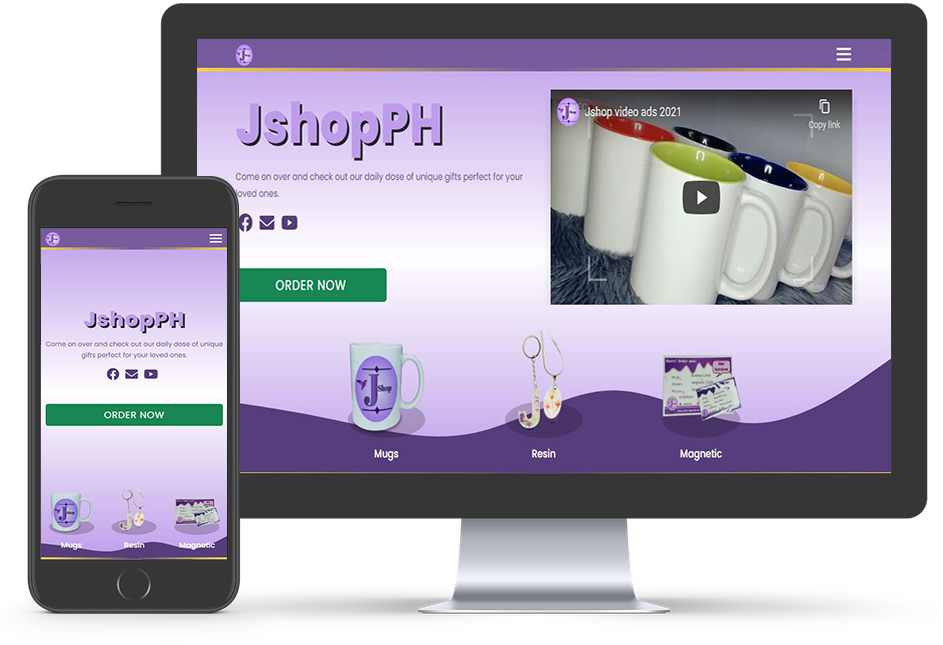 JshopPH
Come on over and check out our daily dose of unique gifts perfect for your
loved ones.
ORDER NOW
Jshop video ads 2021
Copy link
J Shop
Mugs
Resin
Magnetic
JshopPH
Come on over and check out our daily dose of unique
gifts perfect for your loved ones.
ORDER NOW
Mugs
Resin
Magnetic